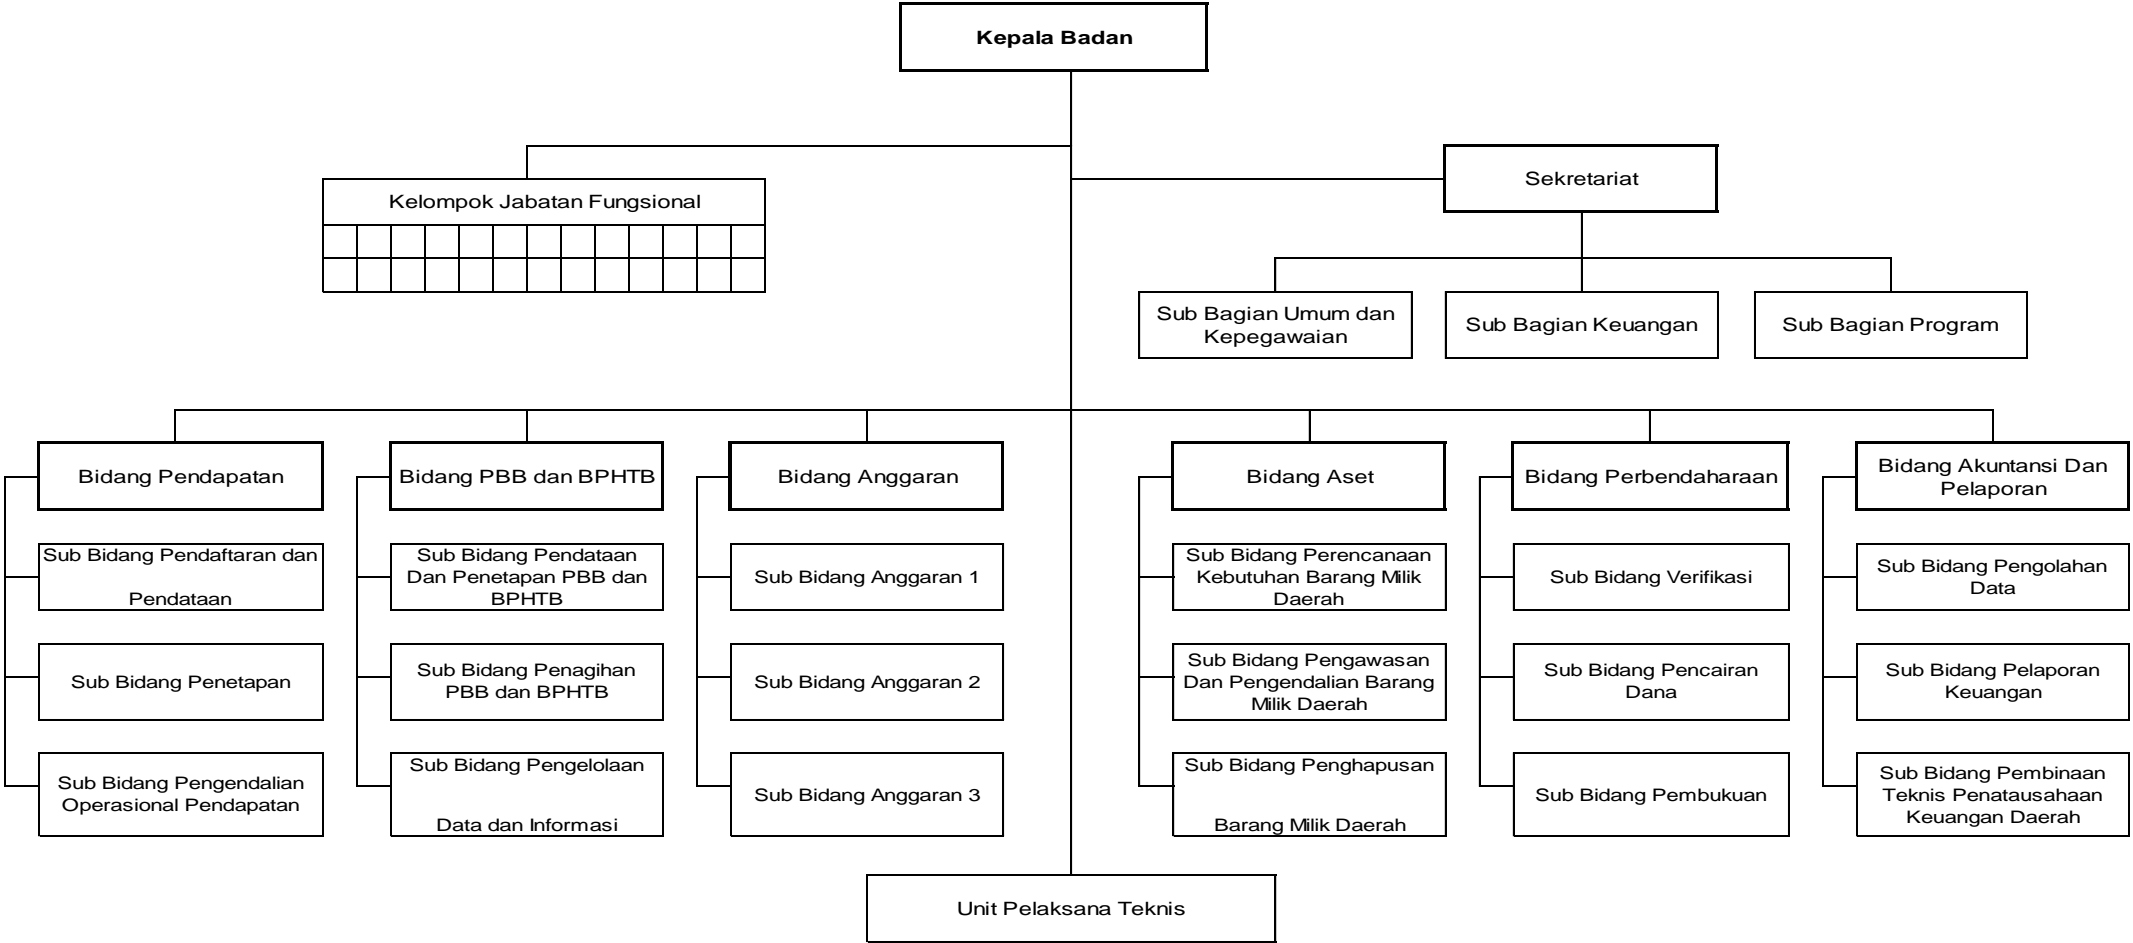 Kepala Badan
Kelompok Jabatan Fungsional
Sekretariat
Sub Bagian Umum dan
Kepegawaian
Sub Bagian Keuangan
Sub Bagian Program
Bidang Pendapatan
Sub Bidang Pendaftaran dan
Pendataan
Sub Bidang Penetapan
Sub Bidang Pengendalian
Operasional Pendapatan
Bidang PBB dan BPHTB
Sub Bidang Pendataan
Dan Penetapan PBB dan
BPHTB
Sub Bidang Penagihan
PBB dan BPHTB
Sub Bidang Pengelolaan
Data dan Informasi
Bidang Anggaran
Sub Bidang Anggaran 1
Sub Bidang Anggaran 2
Sub Bidang Anggaran 3
Bidang Aset
Sub Bidang Perencanaan
Kebutuhan Barang Milik
Daerah
Sub Bidang Pengawasan
Dan Pengendalian Barang
Milik Daerah
Sub Bidang Penghapusan
Barang Milik Daerah
Bidang Perbendaharaan
Sub Bidang Verifikasi
Sub Bidang Pencairan
Dana
Sub Bidang Pembukuan
Bidang Akuntansi Dan
Pelaporan
Sub Bidang Pengolahan
Data
Sub Bidang Pelaporan
Keuangan
Sub Bidang Pembinaan
Teknis Penatausahaan
Keuangan Daerah
Unit Pelaksana Teknis